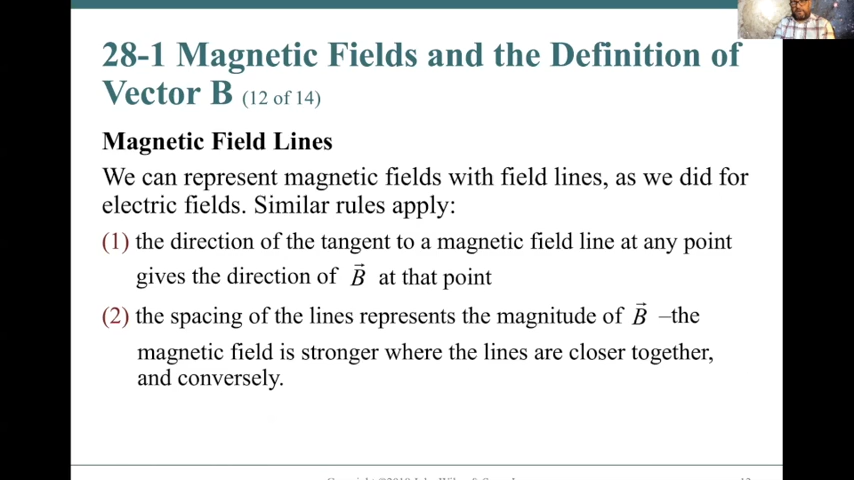 28-1 Magnetic Fields and the Definition of
Vector B (12 of 14)
Magnetic Field Lines
We can represent magnetic fields with field lines, as we did for
electric fields. Similar rules apply:
(1) the direction of the tangent to a magnetic field line at any point
gives the direction of B⃗ at that point
(2) the spacing of the lines represents the magnitude of B⃗ –the
magnetic field is stronger where the lines are closer together,
and conversely.